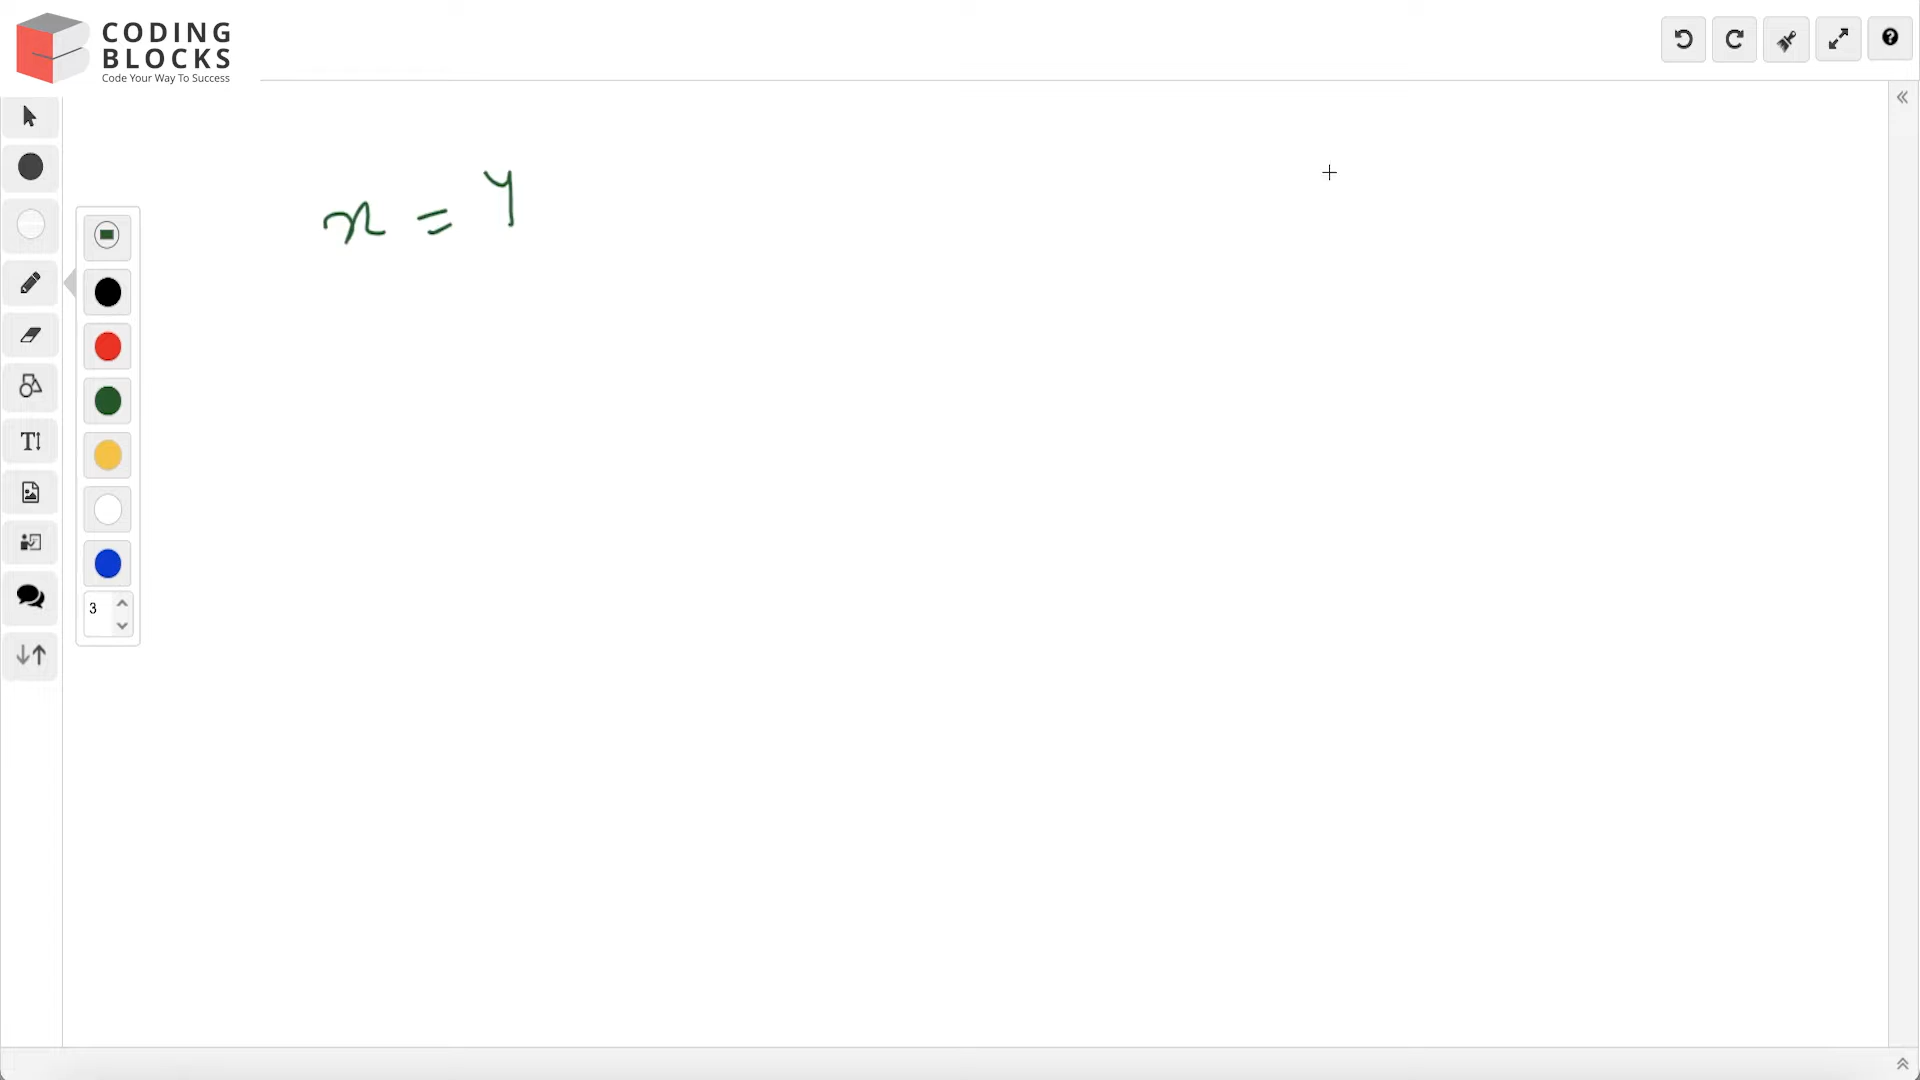 CODING
BLOCKS
Code Your Way To Success
x = y
T
3